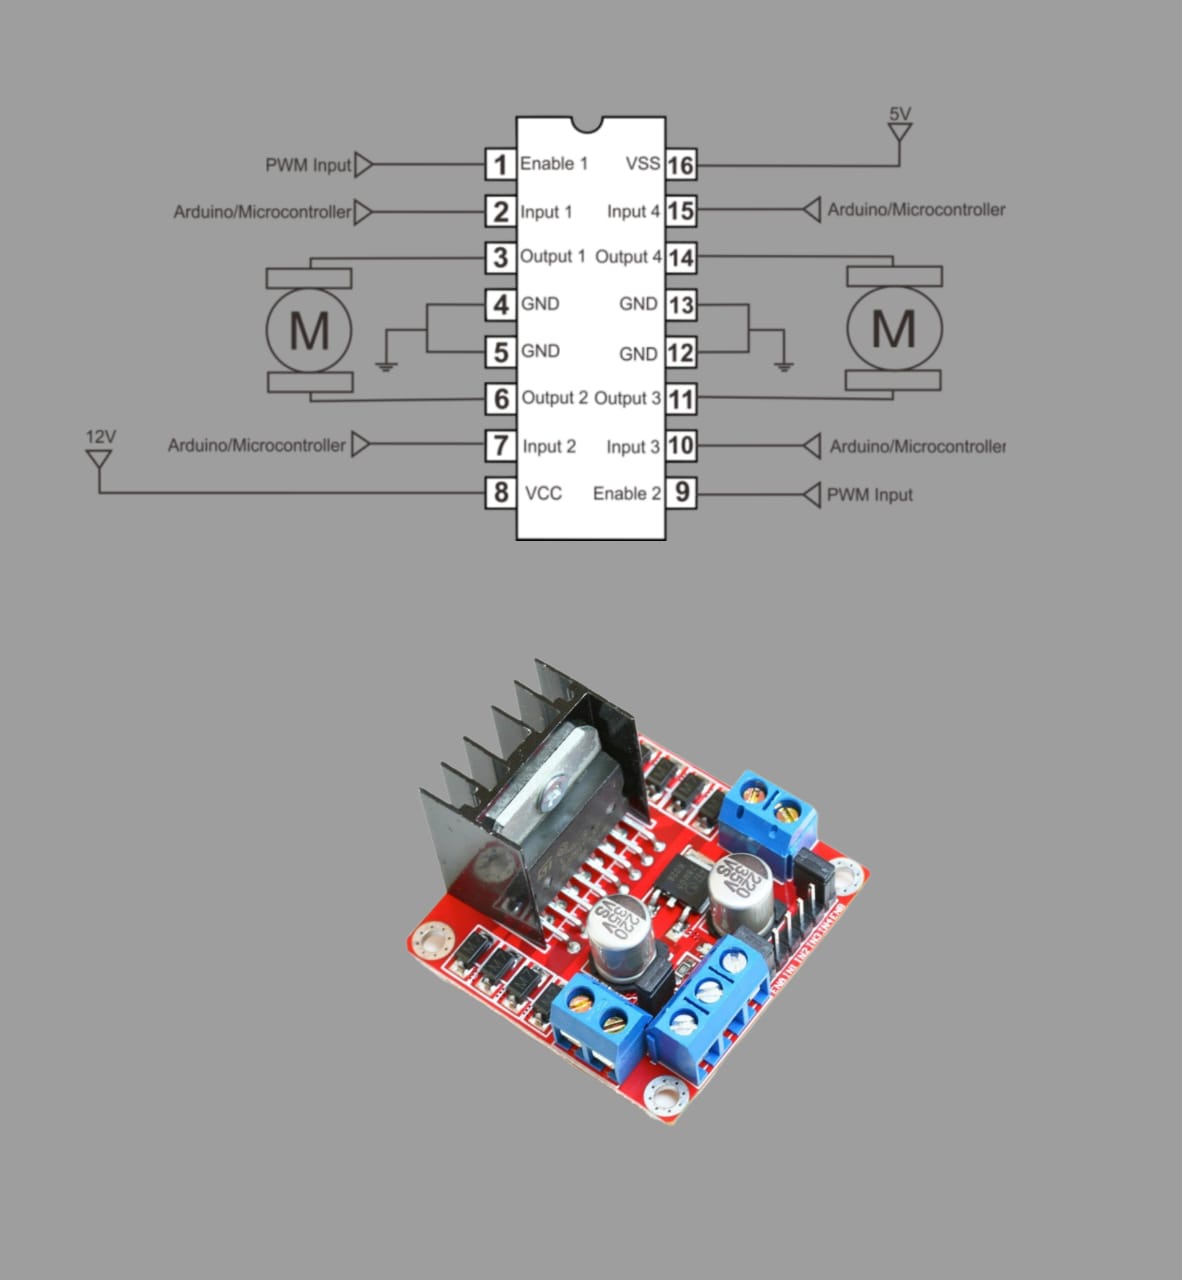 5V
PWM Input 1 Enable 1 VSS 16
Arduino/Microcontroller 2 Input 1 Input 4 15 Arduino/Microcontroller
3 Output 1 Output 4 14
4 GND GND 13
M M
5 GND GND 12
6 Output 2 Output 3 11
12V
Arduino/Microcontroller 7 Input 2 Input 3 10 Arduino/Microcontroller
8 VCC Enable 2 9 PWM Input
220
220